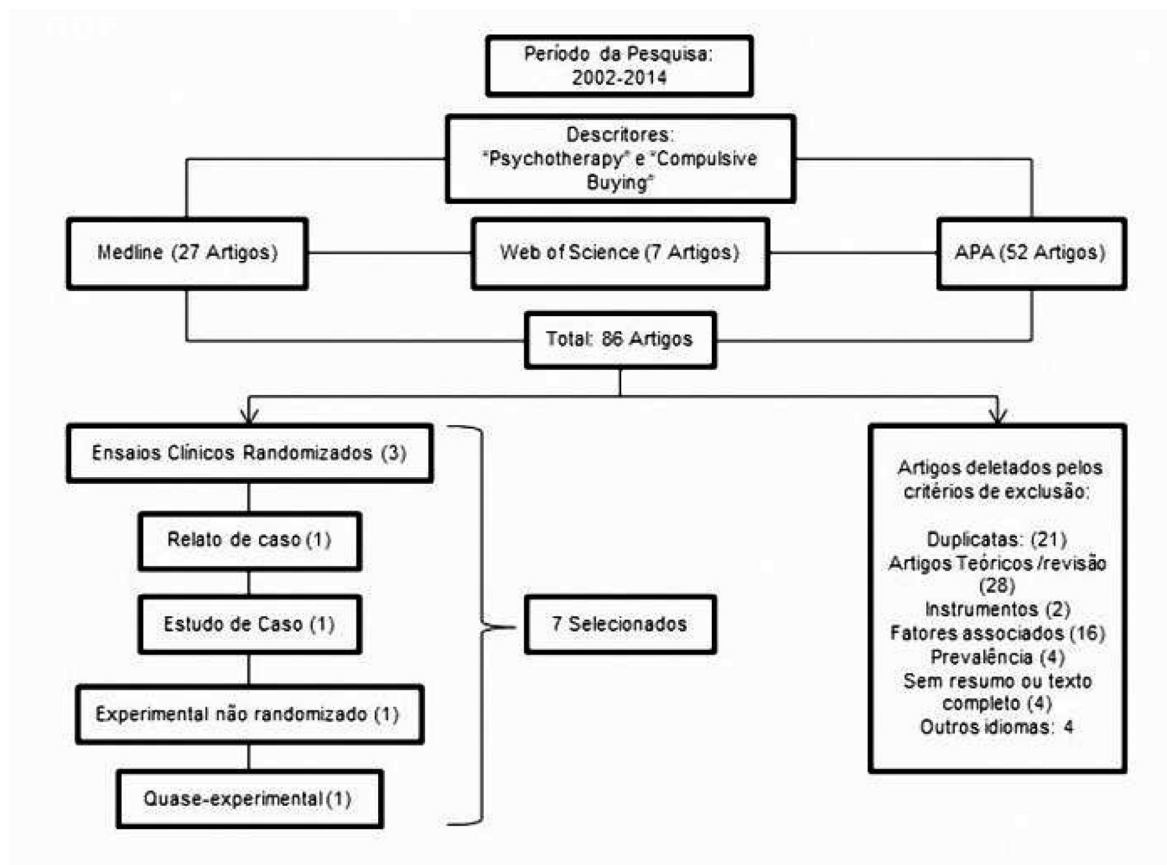 Período da Pesquisa:
2002-2014
Descritores:
"Psychotherapy" e "Compulsive
Buying"
Medline (27 Artigos)
Web of Science (7 Artigos)
APA (52 Artigos)
Total: 86 Artigos
Ensaios Clínicos Randomizados (3)
Relato de caso (1)
Estudo de Caso (1)
Experimental não randomizado (1)
Quase-experimental (1)
7 Selecionados
Artigos deletados pelos
critérios de exclusão:
Duplicatas: (21)
Artigos Teóricos /revisão
(28)
Instrumentos (2)
Fatores associados (16)
Prevalência (4)
Sem resumo ou texto
completo (4)
Outros idiomas: 4